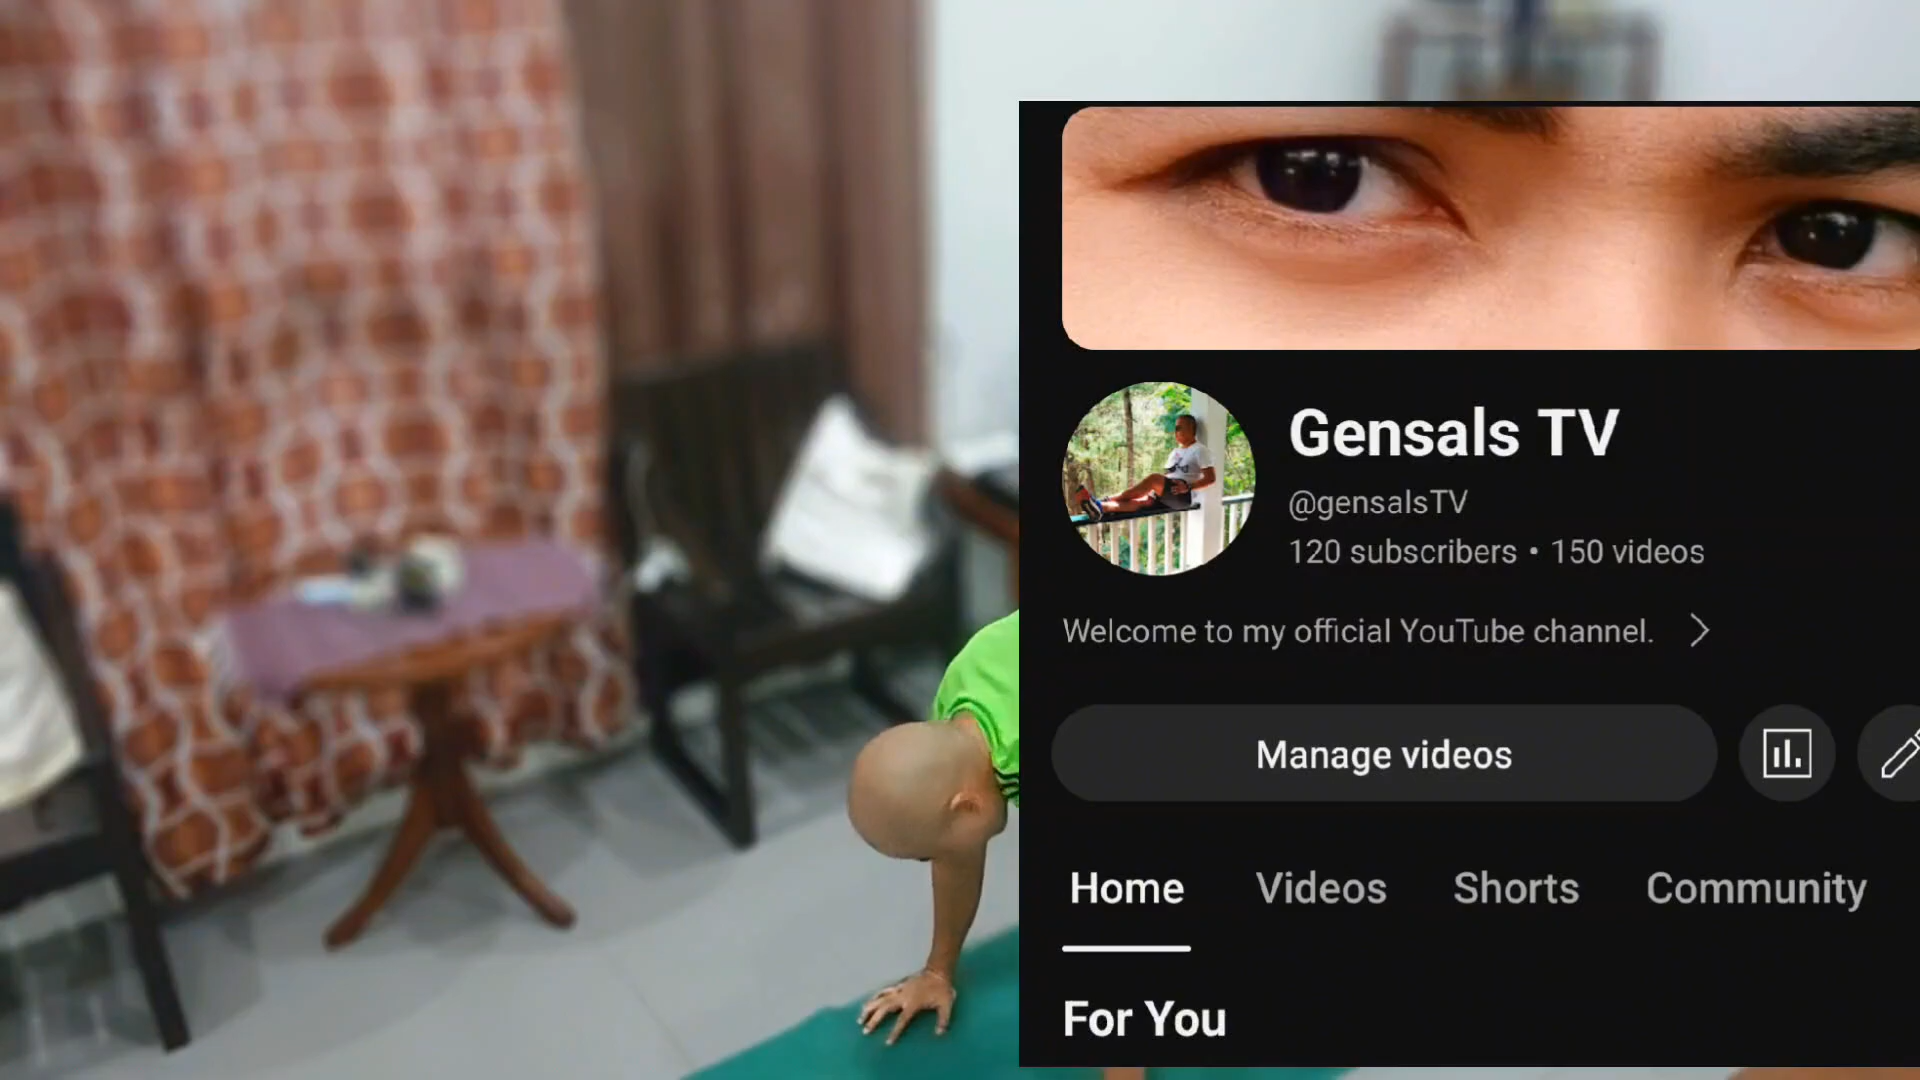 Gensals TV
@gensalsTV
120 subscribers • 150 videos
Welcome to my official YouTube channel.
Manage videos
Home Videos Shorts Community
For You